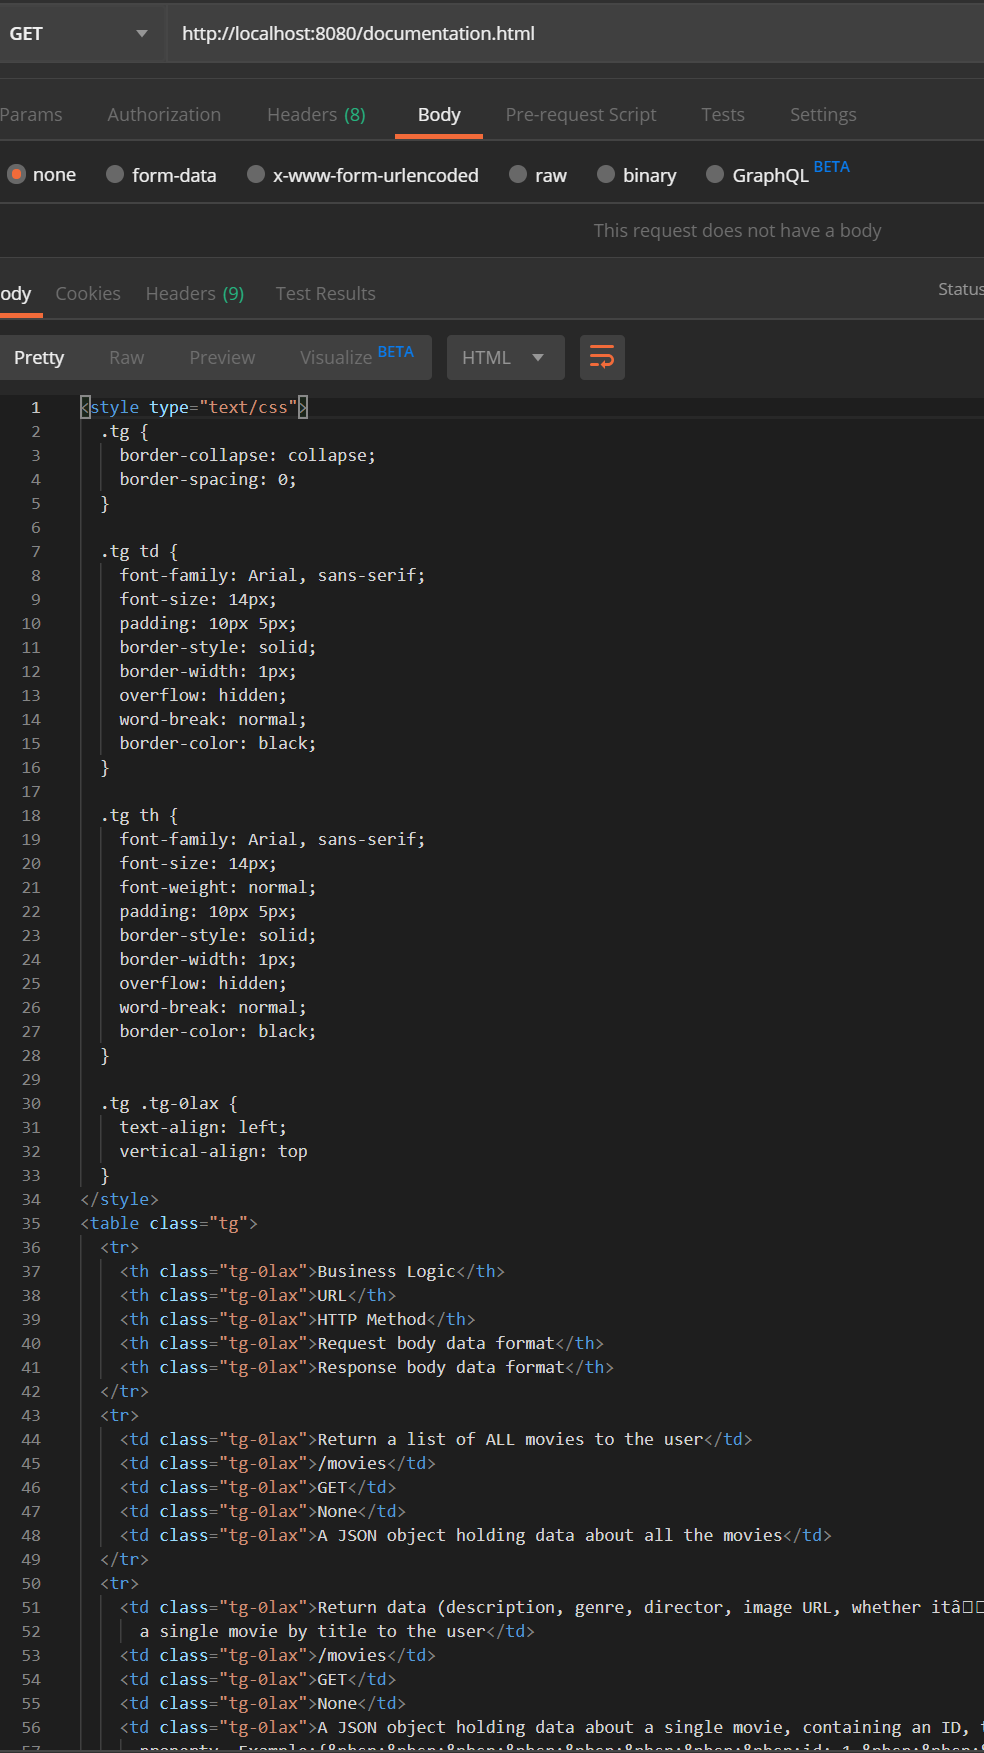 GET http://localhost:8080/documentation.html
Params Authorization Headers (8) Body Pre-request Script Tests Settings
none form-data x-www-form-urlencoded raw binary GraphQL BETA
This request does not have a body
ody Cookies Headers (9) Test Results Status
Pretty Raw Preview Visualize BETA HTML
1 <style type="text/css">
2 .tg {
3 border-collapse: collapse;
4 border-spacing: 0;
5 }
6
7 .tg td {
8 font-family: Arial, sans-serif;
9 font-size: 14px;
10 padding: 10px 5px;
11 border-style: solid;
12 border-width: 1px;
13 overflow: hidden;
14 word-break: normal;
15 border-color: black;
16 }
17
18 .tg th {
19 font-family: Arial, sans-serif;
20 font-size: 14px;
21 font-weight: normal;
22 padding: 10px 5px;
23 border-style: solid;
24 border-width: 1px;
25 overflow: hidden;
26 word-break: normal;
27 border-color: black;
28 }
29
30 .tg .tg-0lax {
31 text-align: left;
32 vertical-align: top
33 }
34 </style>
35 <table class="tg">
36 <tr>
37 <th class="tg-0lax">Business Logic</th>
38 <th class="tg-0lax">URL</th>
39 <th class="tg-0lax">HTTP Method</th>
40 <th class="tg-0lax">Request body data format</th>
41 <th class="tg-0lax">Response body data format</th>
42 </tr>
43 <tr>
44 <td class="tg-0lax">Return a list of ALL movies to the user</td>
45 <td class="tg-0lax">/movies</td>
46 <td class="tg-0lax">GET</td>
47 <td class="tg-0lax">None</td>
48 <td class="tg-0lax">A JSON object holding data about all the movies</td>
49 </tr>
50 <tr>
51 <td class="tg-0lax">Return data (description, genre, director, image URL, whether itâ
52 a single movie by title to the user</td>
53 <td class="tg-0lax">/movies</td>
54 <td class="tg-0lax">GET</td>
55 <td class="tg-0lax">None</td>
56 <td class="tg-0lax">A JSON object holding data about a single movie, containing an ID,
57 property. Example:{&nbsp;&nbsp;&nbsp;&nbsp;&nbsp;&nbsp;&nbsp;&nbsp;id: 1,&nbsp;&nbsp;